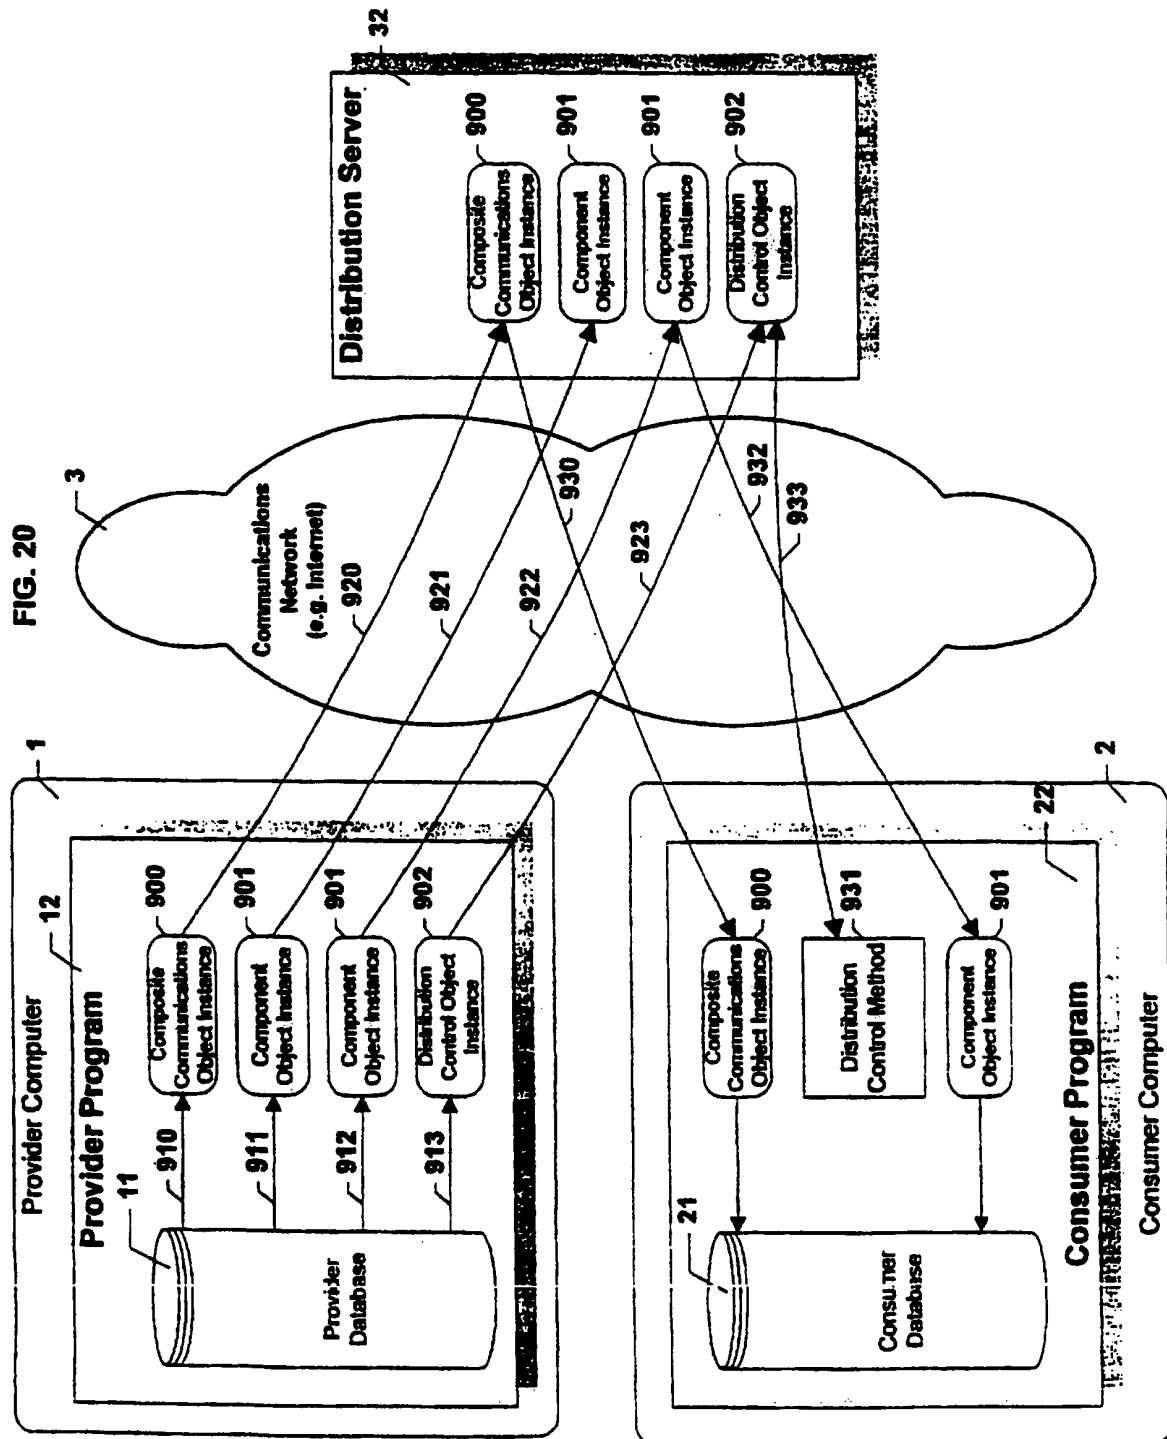 FIG. 20
Provider Computer
1
Provider Program
12
11
Provider
Database
910
911
912
913
Composite
Communications
Object Instance
900
Component
Object Instance
901
Component
Object Instance
901
Distribution
Control Object
Instance
902
3
Communications
Network
(e.g. Internet)
920
921
922
923
930
932
933
Distribution Server
32
Composite
Communications
Object Instance
900
Component
Object Instance
901
Component
Object Instance
901
Distribution
Control Object
Instance
902
2
22
21
Consumer
Database
Composite
Communications
Object Instance
900
Distribution
Control Method
931
Component
Object Instance
901
Consumer Program
Consumer Computer